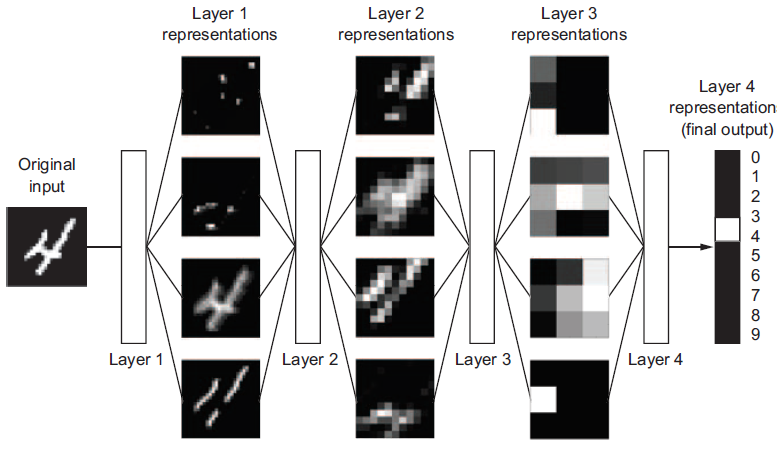 Layer 1
representations
Layer 2
representations
Layer 3
representations
Layer 4
representations
(final output)
Original
input
0
1
2
3
4
5
6
7
8
9
Layer 1
Layer 2
Layer 3
Layer 4